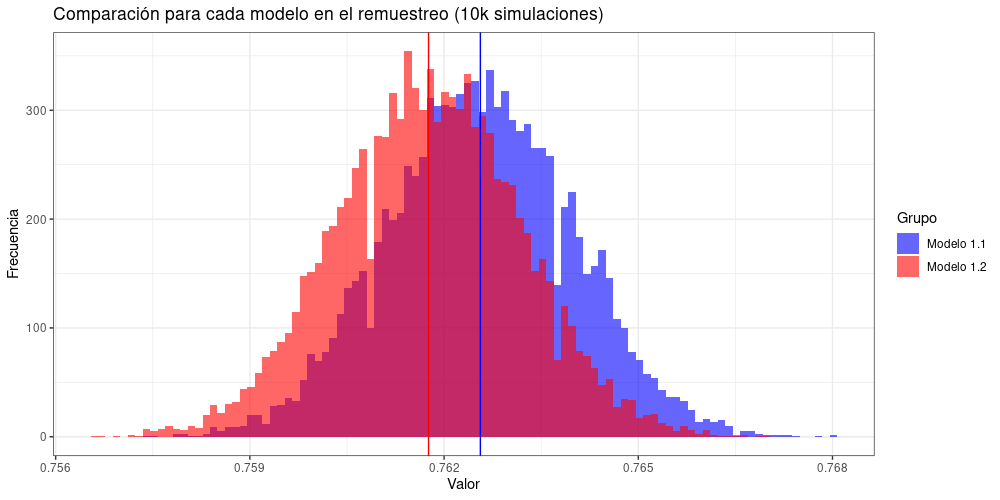 Comparación para cada modelo en el remuestreo (10k simulaciones)
Frecuencia
300
200
100
0
0.756
0.759
0.762
0.765
0.768
Valor
Grupo
Modelo 1.1
Modelo 1.2